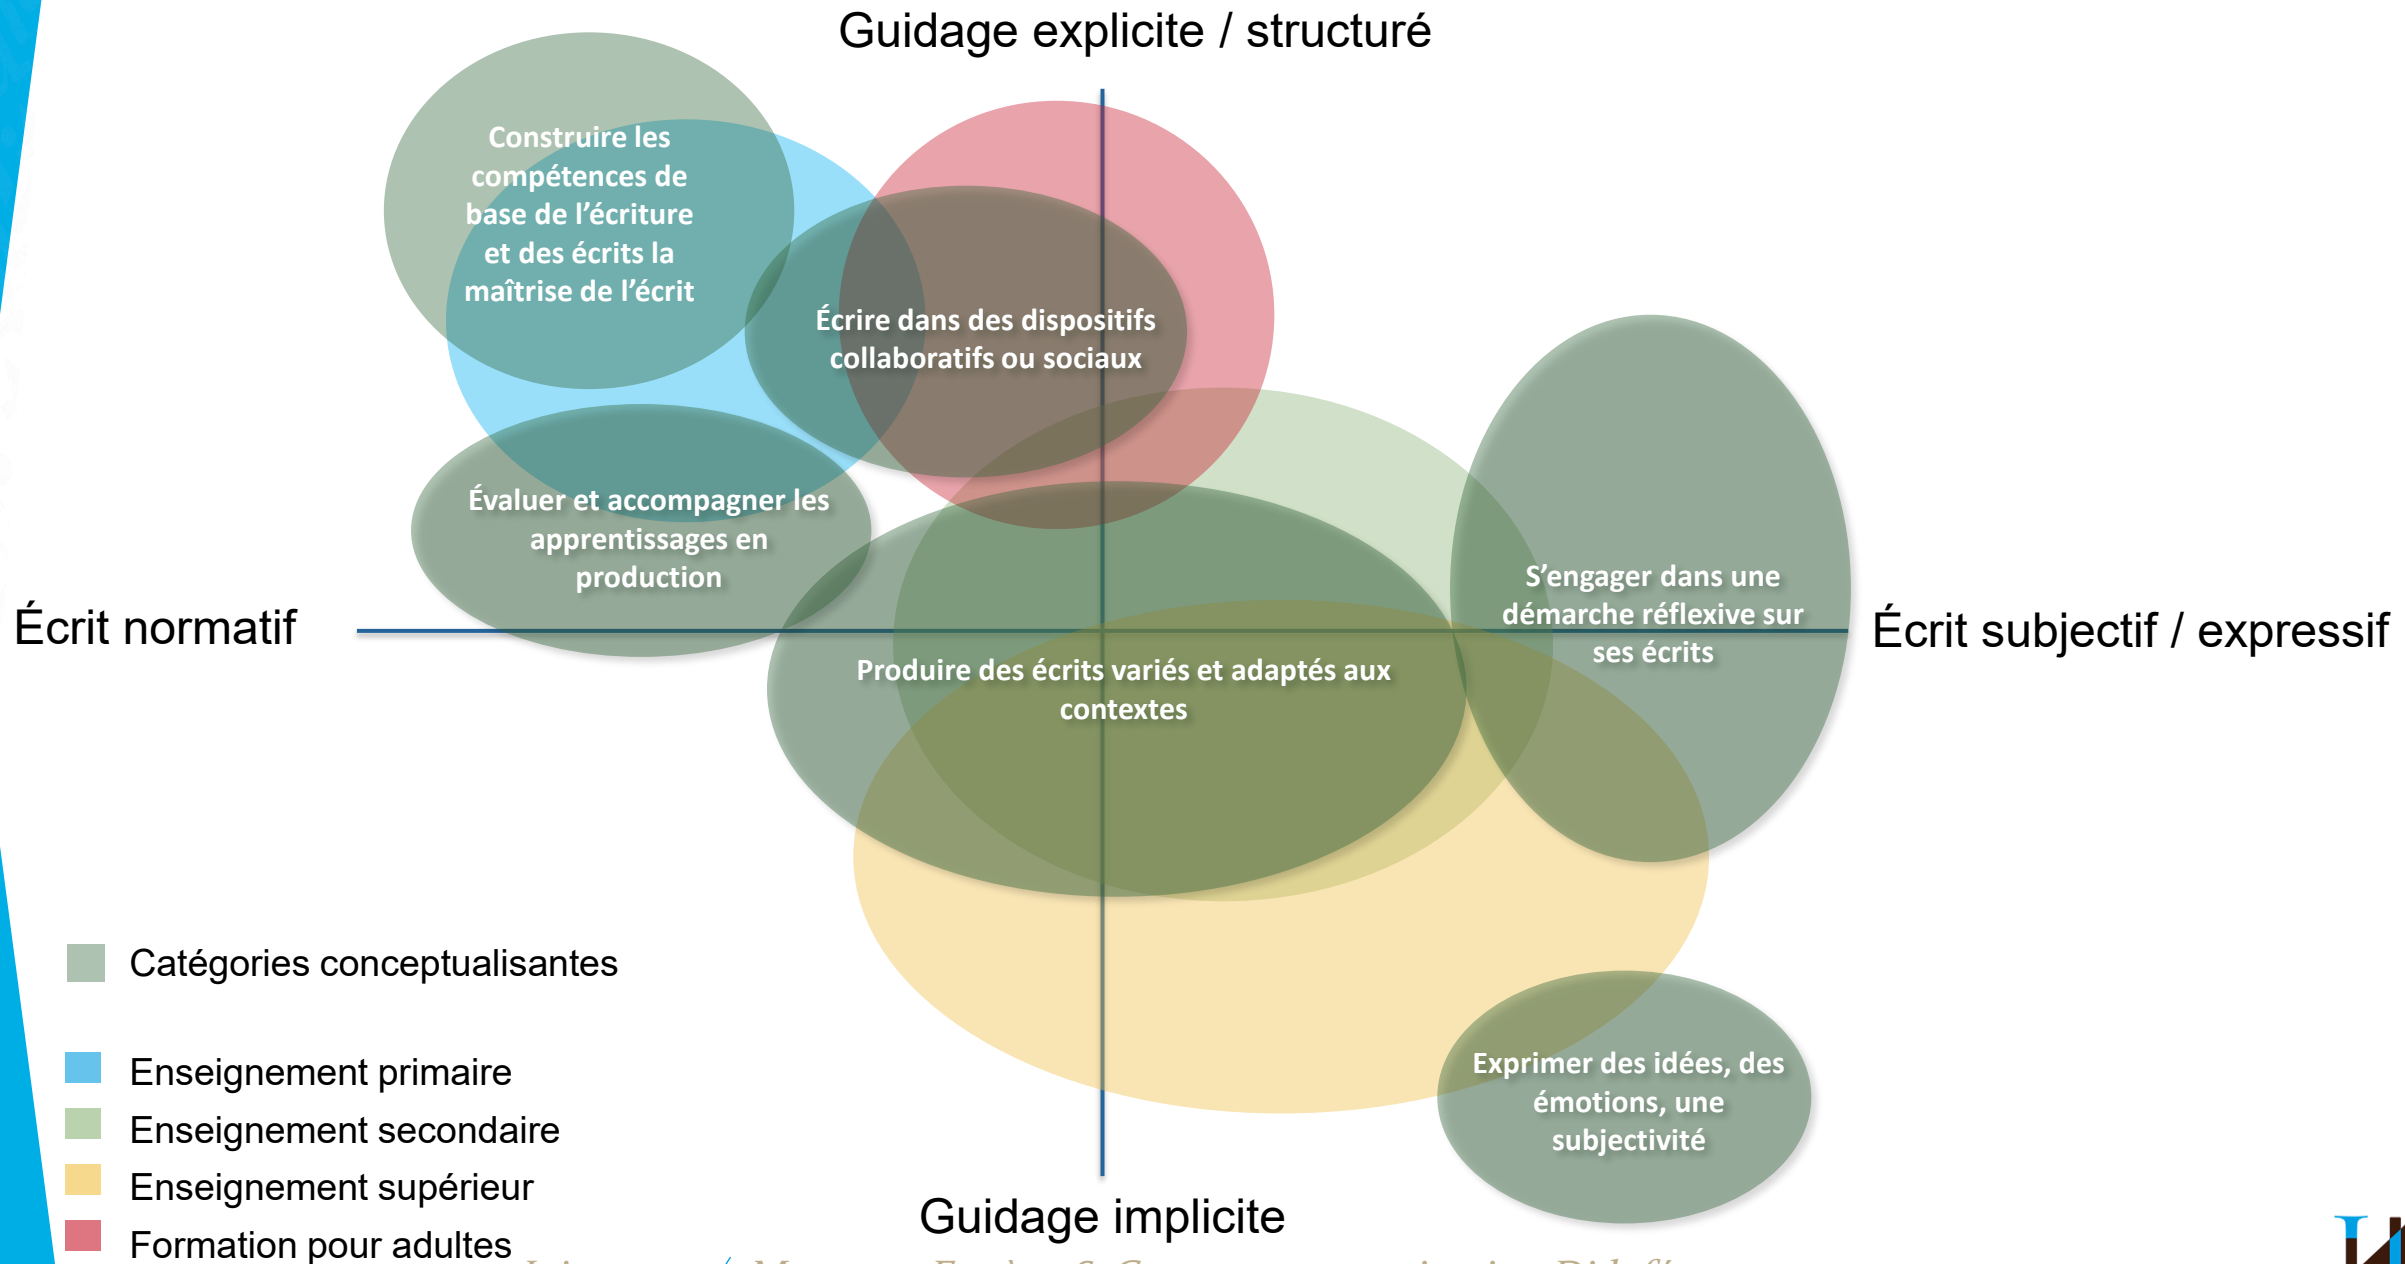 Guidage explicite / structuré
Construire les
compétences de
base de l'écriture
et des écrits la
maîtrise de l'écrit
Écrire dans des dispositifs
collaboratifs ou sociaux
Évaluer et accompagner les
apprentissages en
production
S'engager dans une
démarche réflexive sur
ses écrits
Écrit normatif
Écrit subjectif / expressif
Produire des écrits variés et adaptés aux
contextes
Catégories conceptualisantes
Enseignement primaire
Enseignement secondaire
Enseignement supérieur
Formation pour adultes
Exprimer des idées, des
émotions, une
subjectivité
Guidage implicite